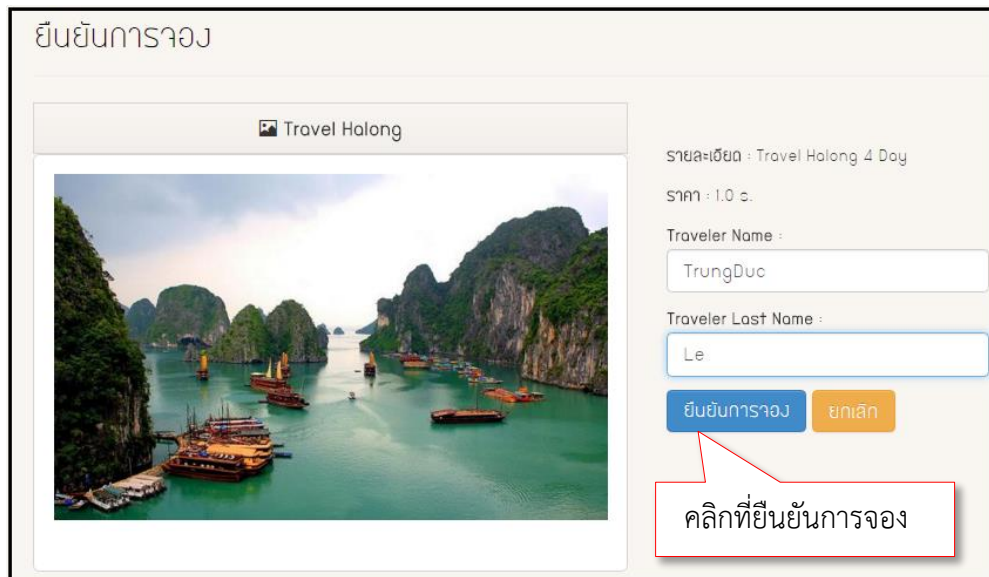 ยืนยันการจอง
Travel Halong
รายละเอียด : Travel Halong 4 Day
ราคา : 1.0 บ.
Traveler Name :
TrungDuc
Traveler Last Name :
Le
ยืนยันการจอง
ยกเลิก
คลิกที่ยืนยันการจอง